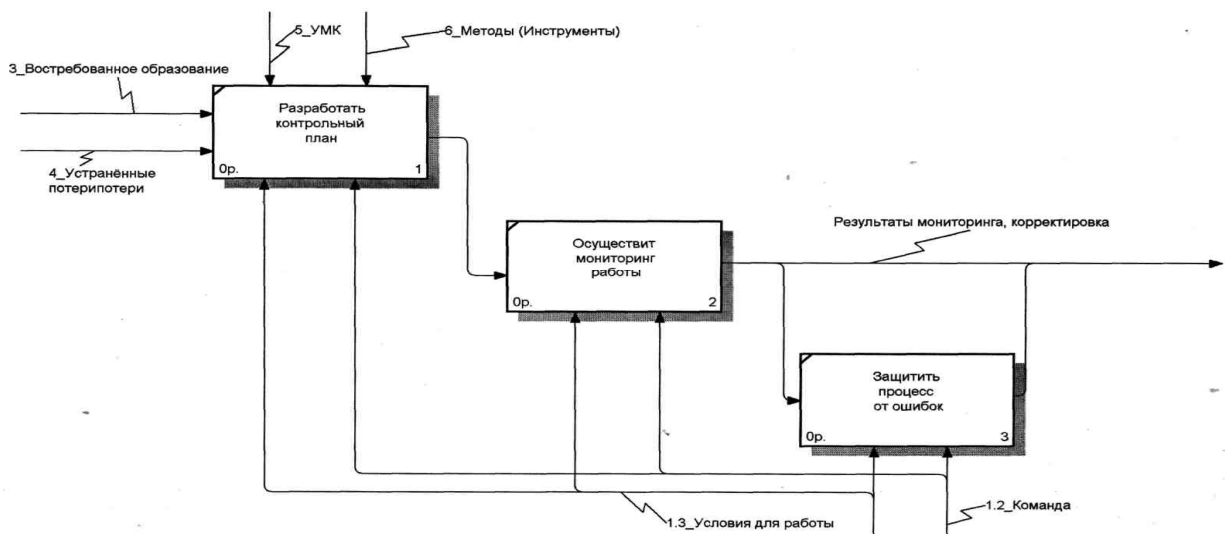 5_УМК
6_Методы (Инструменты)
3_Востребованное образование
Разработать
контрольный
план
0р.
1
4_Устранённые
потерипотери
Результаты мониторинга, корректировка
Осуществит
мониторинг
работы
0р.
2
Защитить
процесс
от ошибок
0р.
3
1.3_Условия для работы
1.2_Команда